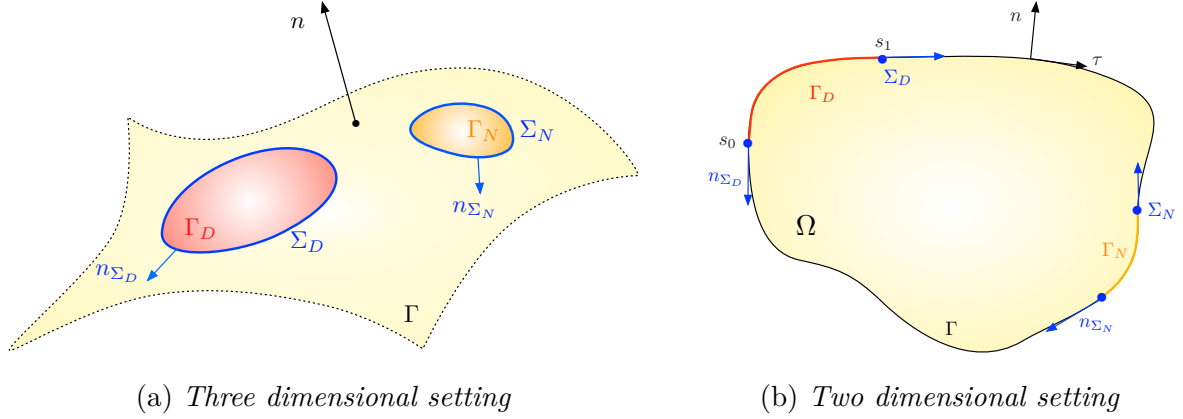 n
Γ_N Σ_N
n_{Σ_N}
Γ_D Σ_D
n_{Σ_D}
Γ
(a) Three dimensional setting
n
s_1
τ
Σ_D
Γ_D
s_0
n_{Σ_D}
Σ_N
Ω
Γ_N
n_{Σ_N}
Γ
(b) Two dimensional setting